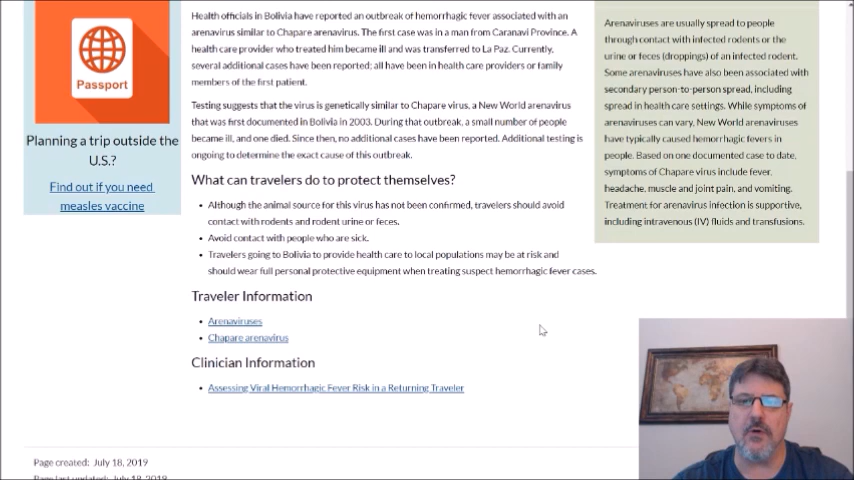 Passport
Planning a trip outside the
U.S.?
Find out if you need
measles vaccine
Health officials in Bolivia have reported an outbreak of hemorrhagic fever associated with an
arenavirus similar to Chapare arenavirus. The first case was in a man from Caranavi Province. A
health care provider who treated him became ill and was transferred to La Paz. Currently,
several additional cases have been reported; all have been in health care providers or family
members of the first patient.
Testing suggests that the virus is genetically similar to Chapare virus, a New World arenavirus
that was first documented in Bolivia in 2003. During that outbreak, a small number of people
became ill, and one died. Since then, no additional cases have been reported. Additional testing is
ongoing to determine the exact cause of this outbreak.
What can travelers do to protect themselves?
• Although the animal source for this virus has not been confirmed, travelers should avoid
contact with rodents and rodent urine or feces.
• Avoid contact with people who are sick.
• Travelers going to Bolivia to provide health care to local populations may be at risk and
should wear full personal protective equipment when treating suspect hemorrhagic fever cases.
Traveler Information
• Arenaviruses
• Chapare arenavirus
Clinician Information
• Assessing Viral Hemorrhagic Fever Risk in a Returning Traveler
Arenaviruses are usually spread to people
through contact with infected rodents or the
urine or feces (droppings) of an infected rodent.
Some arenaviruses have also been associated with
secondary person-to-person spread, including
spread in health care settings. While symptoms of
arenaviruses can vary, New World arenaviruses
have typically caused hemorrhagic fevers in
people. Based on one documented case to date,
symptoms of Chapare virus include fever,
headache, muscle and joint pain, and vomiting.
Treatment for arenavirus infection is supportive,
including intravenous (IV) fluids and transfusions.
Page created: July 18, 2019
Page last updated: July 18, 2019